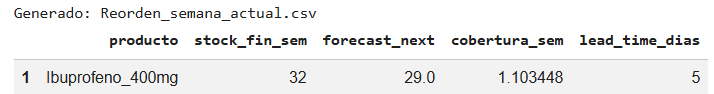 Generado: Reorden_semana_actual.csv
producto stock_fin_sem forecast_next cobertura_sem lead_time_dias
1 Ibuprofeno_400mg 32 29.0 1.103448 5